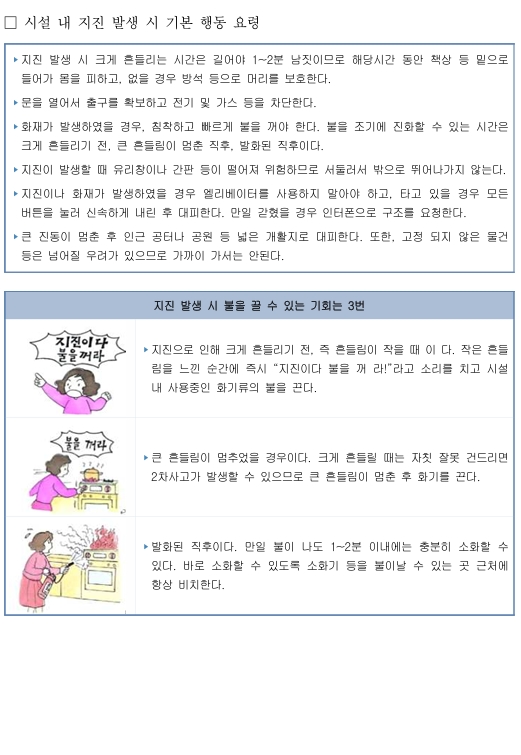 □ 시설 내 지진 발생 시 기본 행동 요령
▸지진 발생 시 크게 흔들리는 시간은 길어야 1~2분 남짓이므로 해당시간 동안 책상 등 밑으로
들어가 몸을 피하고, 없을 경우 방석 등으로 머리를 보호한다.
▸문을 열어서 출구를 확보하고 전기 및 가스 등을 차단한다.
▸화재가 발생하였을 경우, 침착하고 빠르게 불을 꺼야 한다. 불을 조기에 진화할 수 있는 시간은
크게 흔들리기 전, 큰 흔들림이 멈춘 직후, 발화된 직후이다.
▸지진이 발생할 때 유리창이나 간판 등이 떨어져 위험하므로 서둘러서 밖으로 뛰어나가지 않는다.
▸지진이나 화재가 발생하였을 경우 엘리베이터를 사용하지 말아야 하고, 타고 있을 경우 모든
버튼을 눌러 신속하게 내린 후 대피한다. 만일 갇혔을 경우 인터폰으로 구조를 요청한다.
▸큰 진동이 멈춘 후 인근 공터나 공원 등 넓은 개활지로 대피한다. 또한, 고정 되지 않은 물건
등은 넘어질 우려가 있으므로 가까이 가서는 안된다.
지진 발생 시 불을 끌 수 있는 기회는 3번
지진이다
불을꺼라
▸지진으로 인해 크게 흔들리기 전, 즉 흔들림이 작을 때 이 다. 작은 흔들
림을 느낀 순간에 즉시 “지진이다 불을 꺼 라!”라고 소리를 치고 시설
내 사용중인 화기류의 불을 끈다.
불을 꺼라
▸큰 흔들림이 멈추었을 경우이다. 크게 흔들릴 때는 자칫 잘못 건드리면
2차사고가 발생할 수 있으므로 큰 흔들림이 멈춘 후 화기를 끈다.
▸발화된 직후이다. 만일 불이 나도 1~2분 이내에는 충분히 소화할 수
있다. 바로 소화할 수 있도록 소화기 등을 불이날 수 있는 곳 근처에
항상 비치한다.